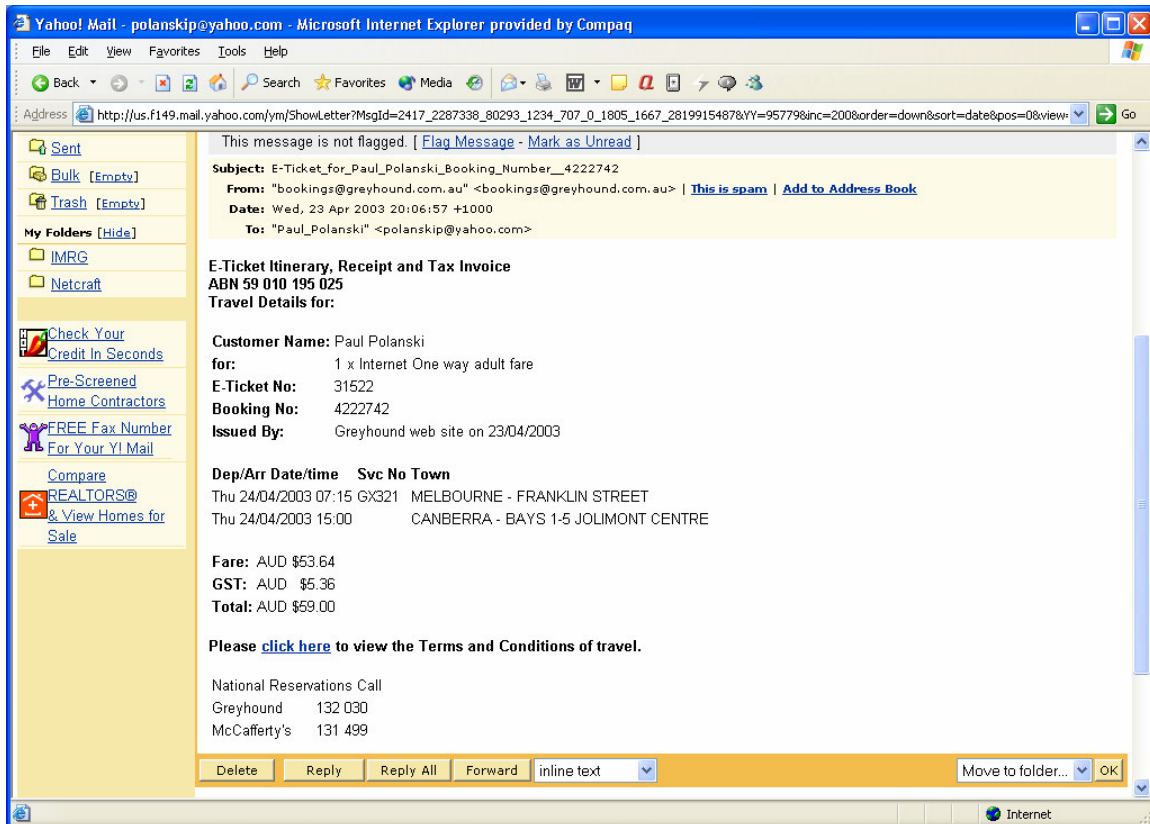 Yahoo! Mail - polanskip@yahoo.com - Microsoft Internet Explorer provided by Compaq
File Edit View Favorites Tools Help
Back Search Favorites Media
Address http://us.f149.mail.yahoo.com/ym/ShowLetter?MsgId=2417_2287338_80293_1234_707_0_1805_1667_2819915487&YY=95779&inc=200&order=down&sort=date&pos=0&view= Go
Sent
Bulk [Empty]
Trash [Empty]
My Folders [Hide]
IMRG
Netcraft
Check Your
Credit In Seconds
Pre-Screened
Home Contractors
FREE Fax Number
For Your Y! Mail
Compare
REALTORS®
& View Homes for
Sale
This message is not flagged. [ Flag Message - Mark as Unread ]
Subject: E-Ticket_for_Paul_Polanski_Booking_Number__4222742
From: "bookings@greyhound.com.au" <bookings@greyhound.com.au> | This is spam | Add to Address Book
Date: Wed, 23 Apr 2003 20:06:57 +1000
To: "Paul_Polanski" <polanskip@yahoo.com>
E-Ticket Itinerary, Receipt and Tax Invoice
ABN 59 010 195 025
Travel Details for:
Customer Name: Paul Polanski
for: 1 x Internet One way adult fare
E-Ticket No: 31522
Booking No: 4222742
Issued By: Greyhound web site on 23/04/2003
Dep/Arr Date/time Svc No Town
Thu 24/04/2003 07:15 GX321 MELBOURNE - FRANKLIN STREET
Thu 24/04/2003 15:00 CANBERRA - BAYS 1-5 JOLIMONT CENTRE
Fare: AUD $53.64
GST: AUD $5.36
Total: AUD $59.00
Please click here to view the Terms and Conditions of travel.
National Reservations Call
Greyhound 132 030
McCafferty's 131 499
Delete Reply Reply All Forward inline text Move to folder... OK
Internet